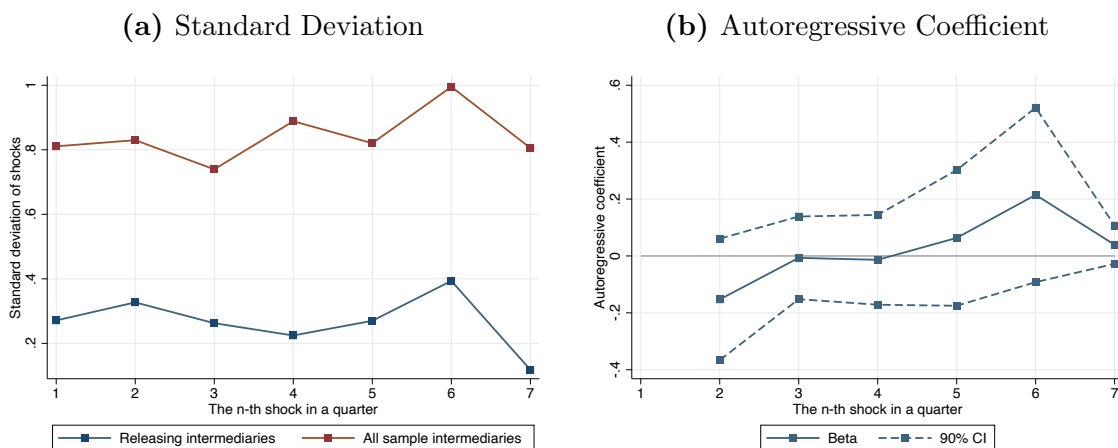 (a) Standard Deviation
Standard deviation of shocks
1
.8
.6
.4
.2
1 2 3 4 5 6 7
The n-th shock in a quarter
Releasing intermediaries All sample intermediaries
(b) Autoregressive Coefficient
Autoregressive coefficient
.6
.4
.2
0
-.2
-.4
1 2 3 4 5 6 7
The n-th shock in a quarter
Beta 90% CI